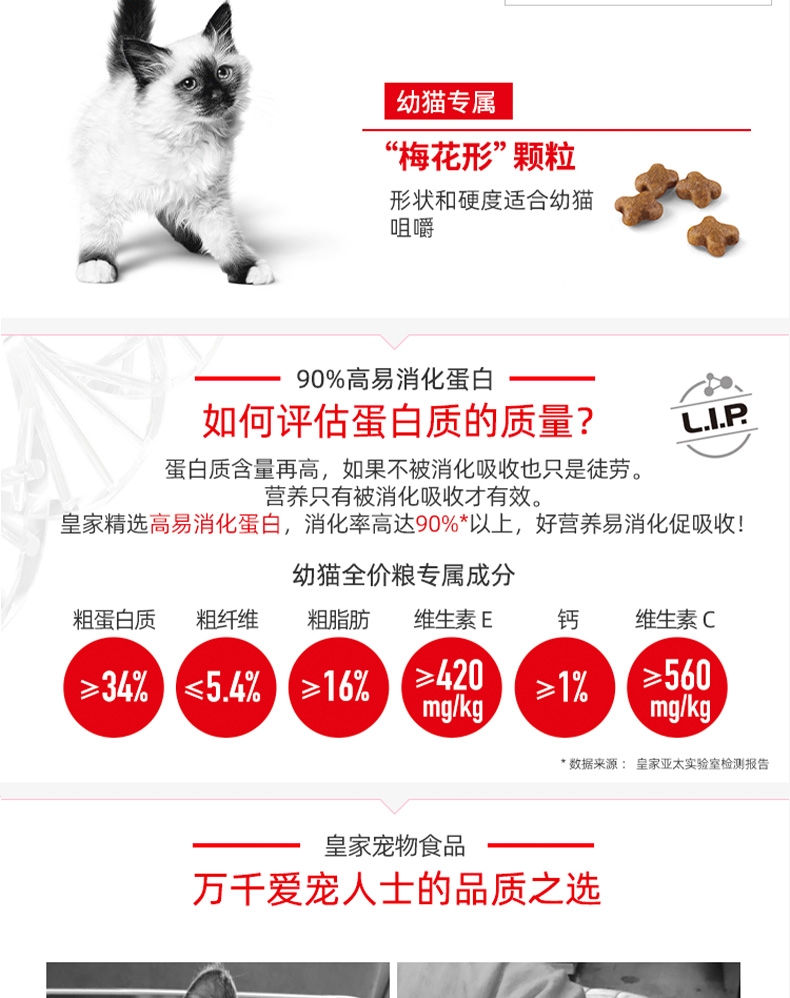 幼猫专属
“梅花形” 颗粒
形状和硬度适合幼猫
咀嚼
90%高易消化蛋白
如何评估蛋白质的质量?
L.I.P.
蛋白质含量再高，如果不被消化吸收也只是徒劳。
营养只有被消化吸收才有效。
皇家精选高易消化蛋白，消化率高达90%*以上，好营养易消化促吸收!
幼猫全价粮专属成分
粗蛋白质 粗纤维 粗脂肪 维生素 E 钙 维生素 C
≥34% ≤5.4% ≥16% ≥420 mg/kg ≥1% ≥560 mg/kg
* 数据来源： 皇家亚太实验室检测报告
皇家宠物食品
万千爱宠人士的品质之选